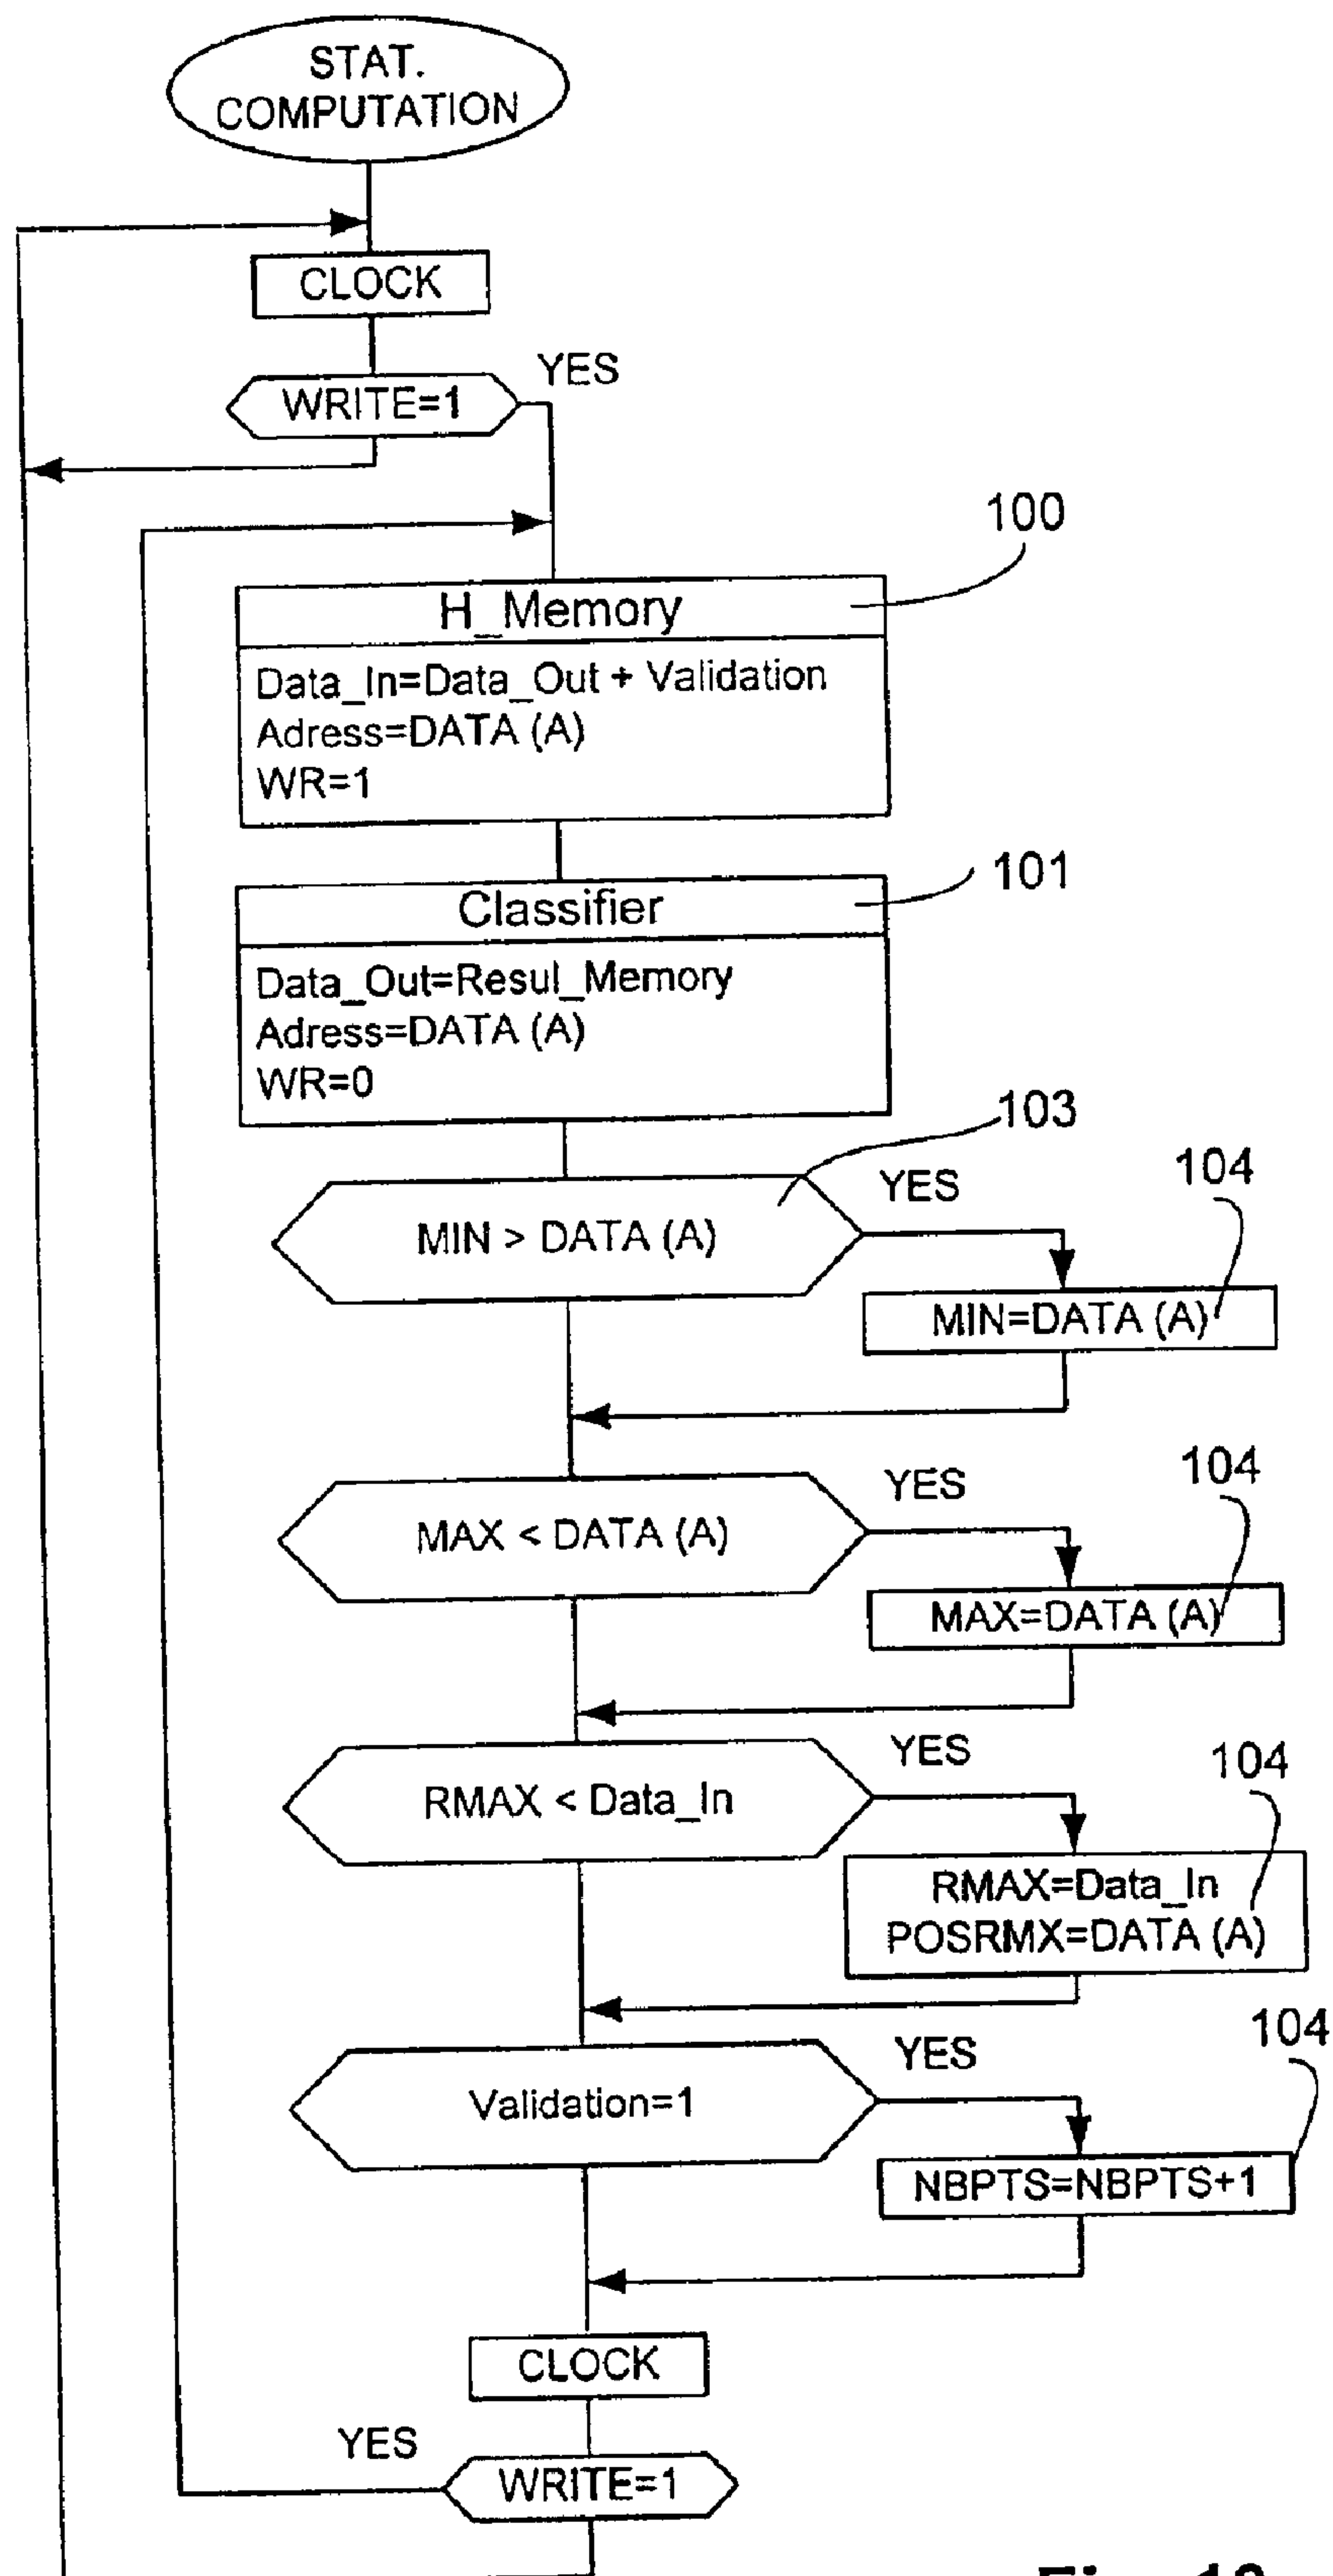 STAT.
COMPUTATION
CLOCK
YES
WRITE=1
100
H_Memory
Data_In=Data_Out + Validation
Adress=DATA (A)
WR=1
101
Classifier
Data_Out=Resul_Memory
Adress=DATA (A)
WR=0
103
YES
104
MIN > DATA (A)
MIN=DATA (A)
YES
104
MAX < DATA (A)
MAX=DATA (A)
YES
104
RMAX < Data_In
RMAX=Data_In
POSRMX=DATA (A)
YES
104
Validation=1
NBPTS=NBPTS+1
CLOCK
YES
WRITE=1